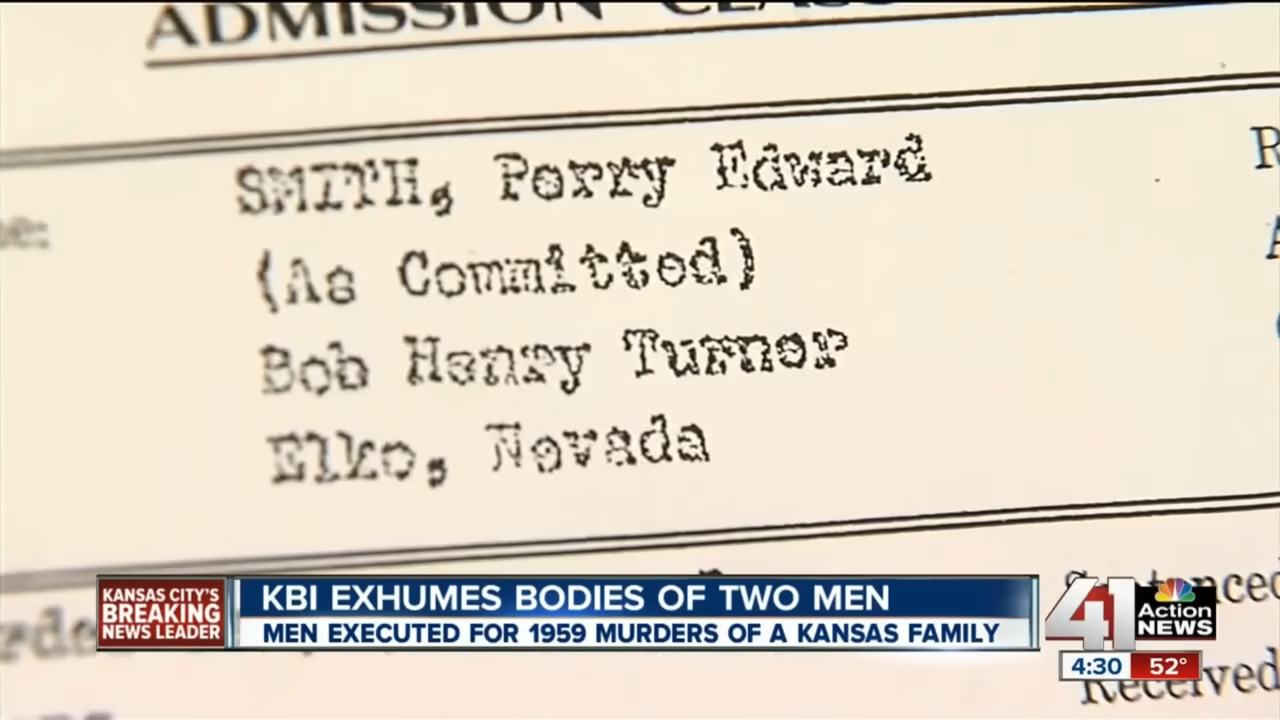 ADMISSION
SMITH, Perry Edward
(As Committed)
Bob Henry Turner
Elko, Nevada
KANSAS CITY'S
BREAKING
NEWS LEADER
KBI EXHUMES BODIES OF TWO MEN
MEN EXECUTED FOR 1959 MURDERS OF A KANSAS FAMILY
41
Action
NEWS
4:30 52°
Received